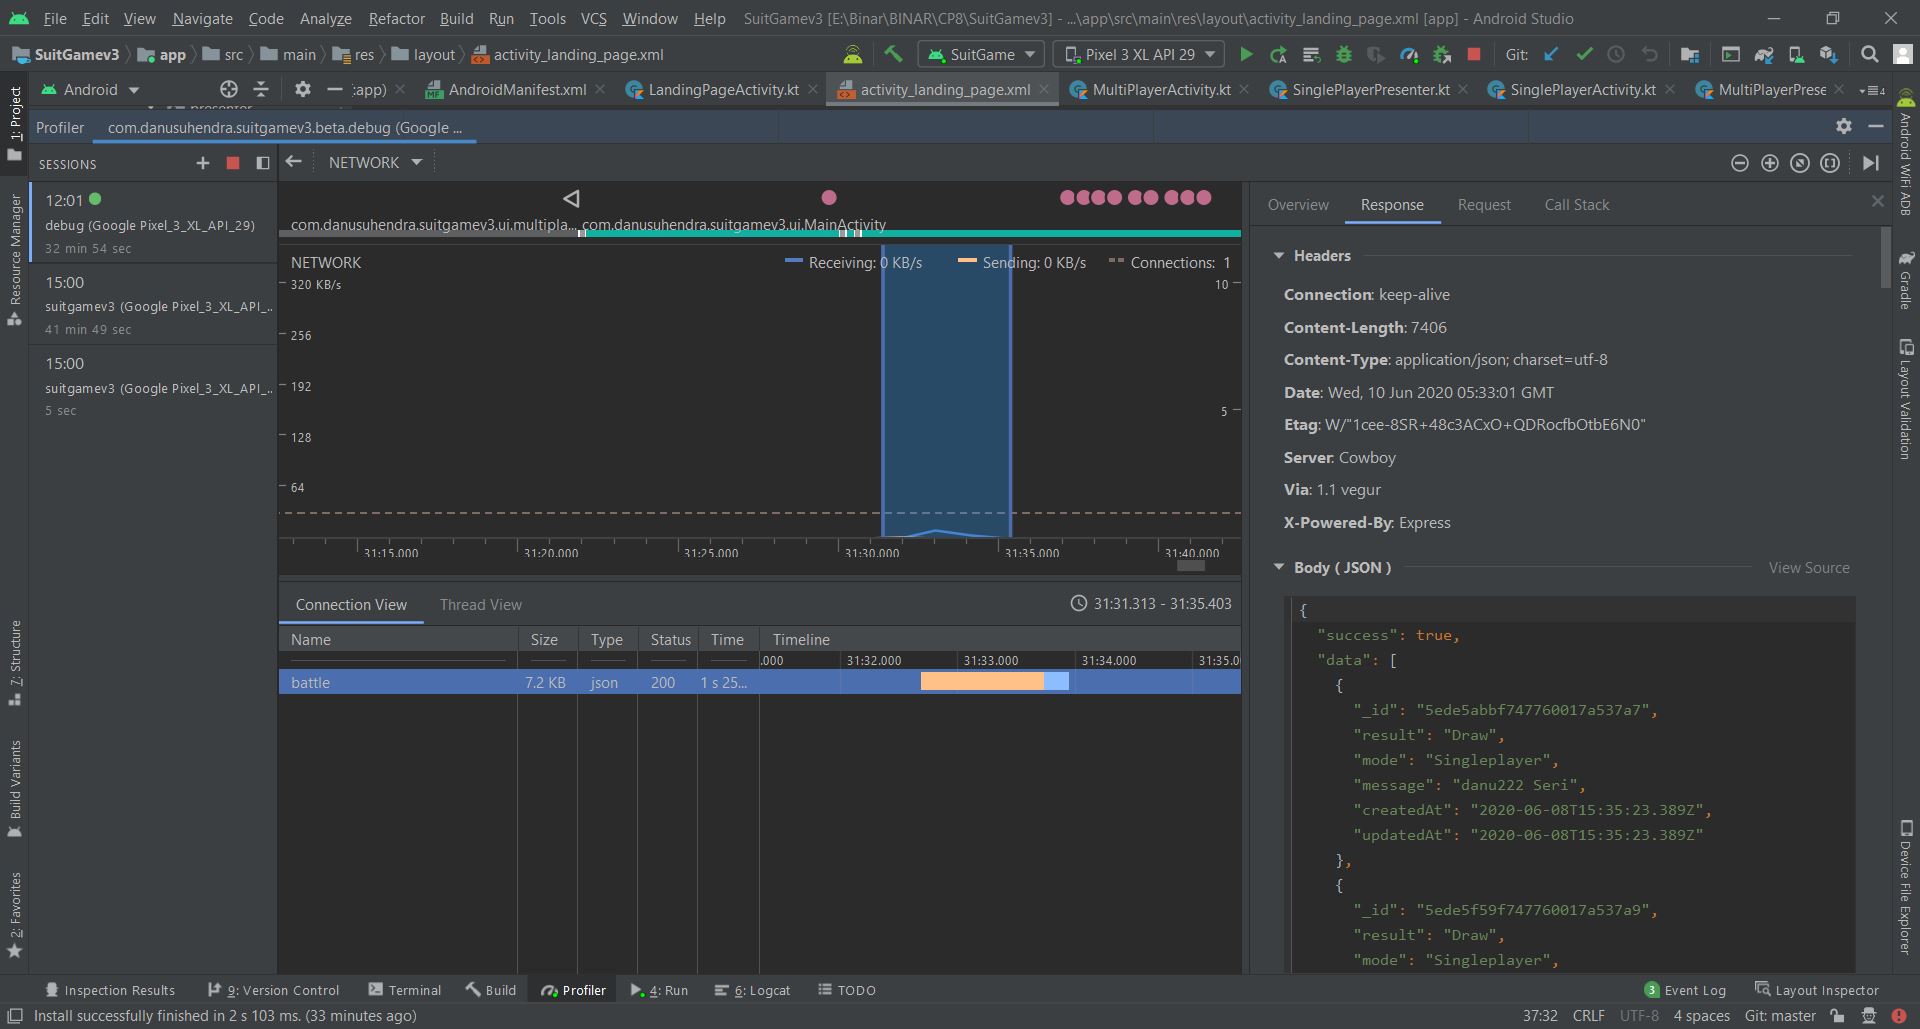 File Edit View Navigate Code Analyze Refactor Build Run Tools VCS Window Help SuitGamev3 [E:\Binar\BINAR\CP8\SuitGamev3] - ...\app\src\main\res\layout\activity_landing_page.xml [app] - Android Studio
SuitGamev3 app src main res layout activity_landing_page.xml SuitGame Pixel 3 XL API 29 Git:
Android :app) AndroidManifest.xml LandingPageActivity.kt activity_landing_page.xml MultiPlayerActivity.kt SinglePlayerPresenter.kt SinglePlayerActivity.kt MultiPlayerPrese 4
presenter
Profiler com.danusuhendra.suitgamev3.beta.debug (Google ...
SESSIONS
NETWORK
12:01
debug (Google Pixel_3_XL_API_29)
32 min 54 sec
15:00
suitgamev3 (Google Pixel_3_XL_API_...
41 min 49 sec
15:00
suitgamev3 (Google Pixel_3_XL_API_...
5 sec
com.danusuhendra.suitgamev3.ui.multipla... com.danusuhendra.suitgamev3.ui.MainActivity
NETWORK Receiving: 0 KB/s Sending: 0 KB/s Connections: 1
320 KB/s 10
256
192
5
128
64
31:15.000 31:20.000 31:25.000 31:30.000 31:35.000 31:40.000
Connection View Thread View 31:31.313 - 31:35.403
Name Size Type Status Time Timeline
.000 31:32.000 31:33.000 31:34.000 31:35.0
battle 7.2 KB json 200 1 s 25...
Overview Response Request Call Stack
Headers
Connection: keep-alive
Content-Length: 7406
Content-Type: application/json; charset=utf-8
Date: Wed, 10 Jun 2020 05:33:01 GMT
Etag: W/"1cee-8SR+48c3ACxO+QDRocfbOtbE6N0"
Server: Cowboy
Via: 1.1 vegur
X-Powered-By: Express
Body ( JSON ) View Source
{
"success": true,
"data": [
{
"_id": "5ede5abbf747760017a537a7",
"result": "Draw",
"mode": "Singleplayer",
"message": "danu222 Seri",
"createdAt": "2020-06-08T15:35:23.389Z",
"updatedAt": "2020-06-08T15:35:23.389Z"
},
{
"_id": "5ede5f59f747760017a537a9",
"result": "Draw",
"mode": "Singleplayer",
1: Project
Resource Manager
7: Structure
Build Variants
2: Favorites
Android WiFi ADB
Gradle
Layout Validation
Device File Explorer
Inspection Results 9: Version Control Terminal Build Profiler 4: Run 6: Logcat TODO 3 Event Log Layout Inspector
Install successfully finished in 2 s 103 ms. (33 minutes ago) 37:32 CRLF UTF-8 4 spaces Git: master